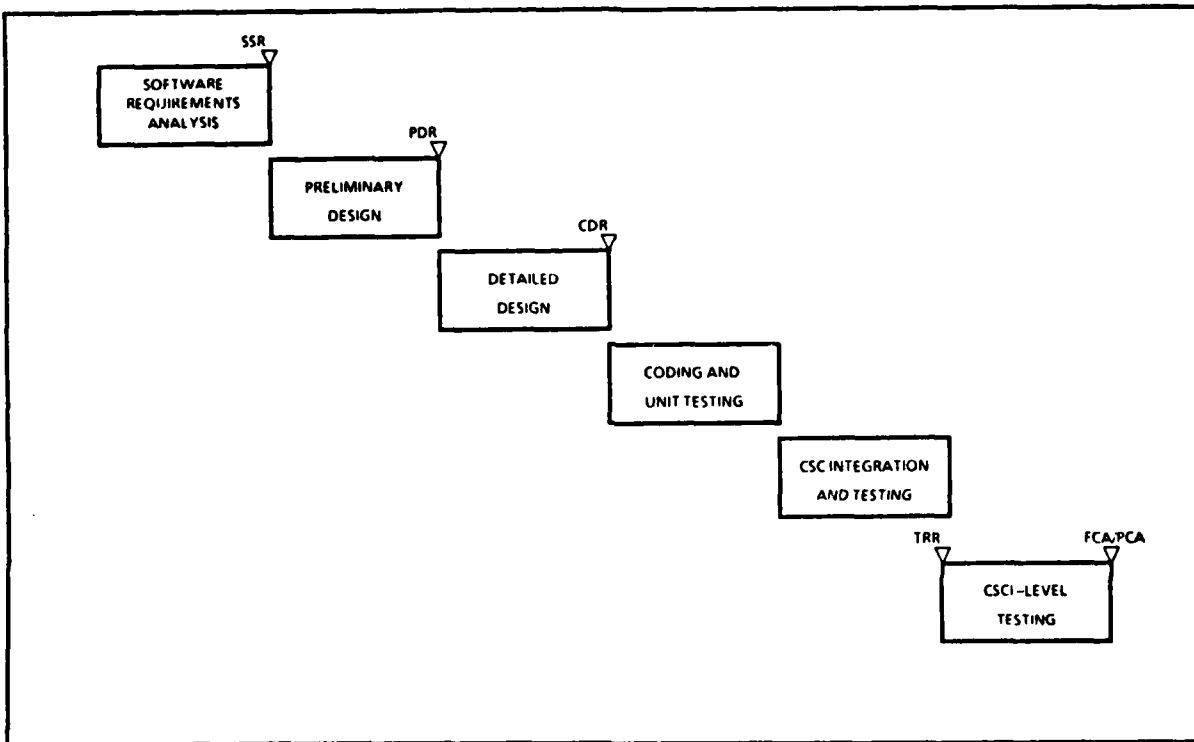 SSR
SOFTWARE
REQUIREMENTS
ANALYSIS
PDR
PRELIMINARY
DESIGN
CDR
DETAILED
DESIGN
CODING AND
UNIT TESTING
CSC INTEGRATION
AND TESTING
TRR
FCA/PCA
CSCI-LEVEL
TESTING